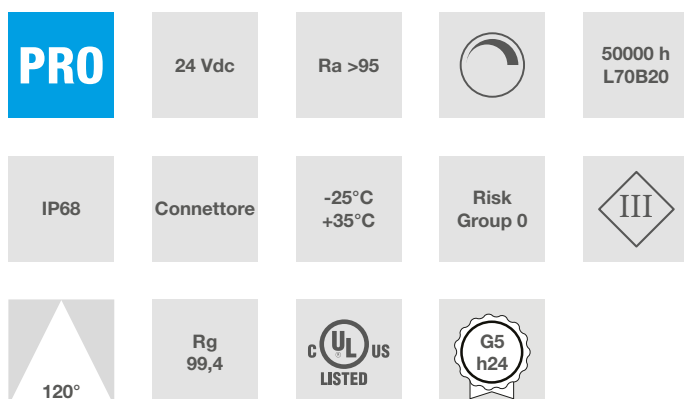 PRO
24 Vdc
Ra >95
50000 h
L70B20
IP68
Connettore
-25°C
+35°C
Risk
Group 0
III
120°
Rg
99,4
C UL US
®
LISTED
G5
h24